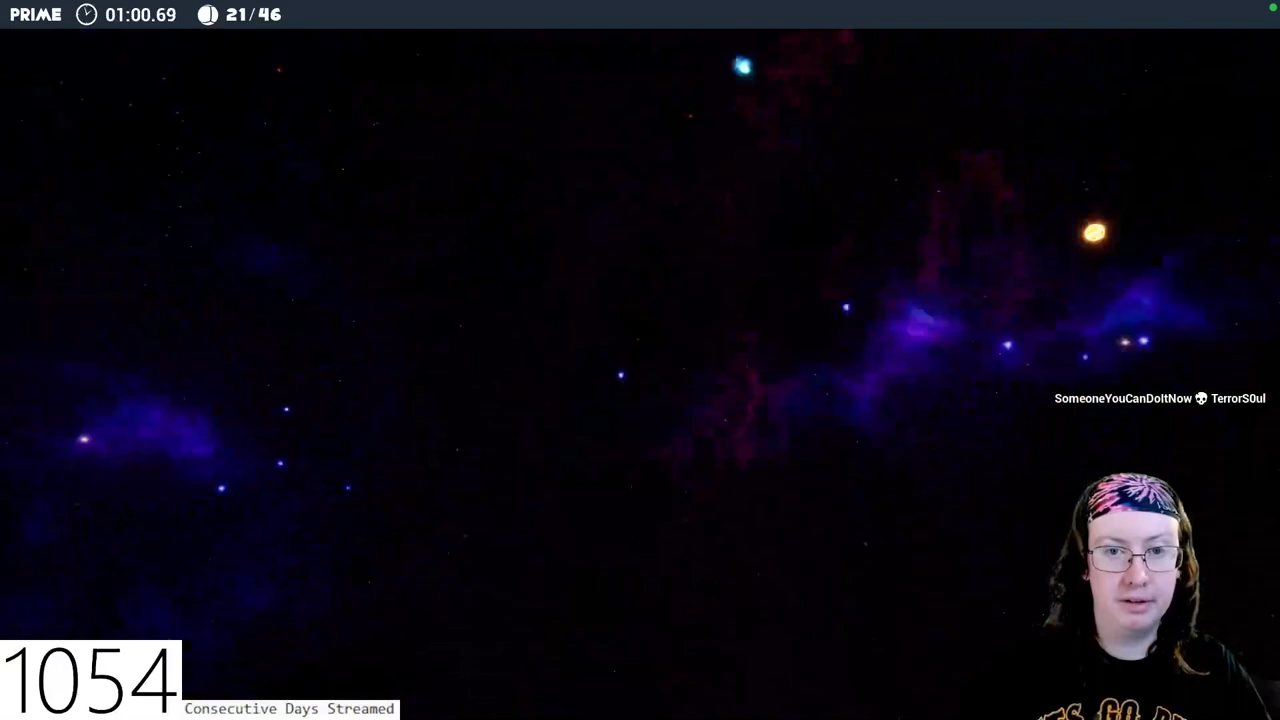 PRIME 01:00.69 21/46
SomeoneYouCanDoItNow 💀 TerrorS0ul
1054
Consecutive Days Streamed